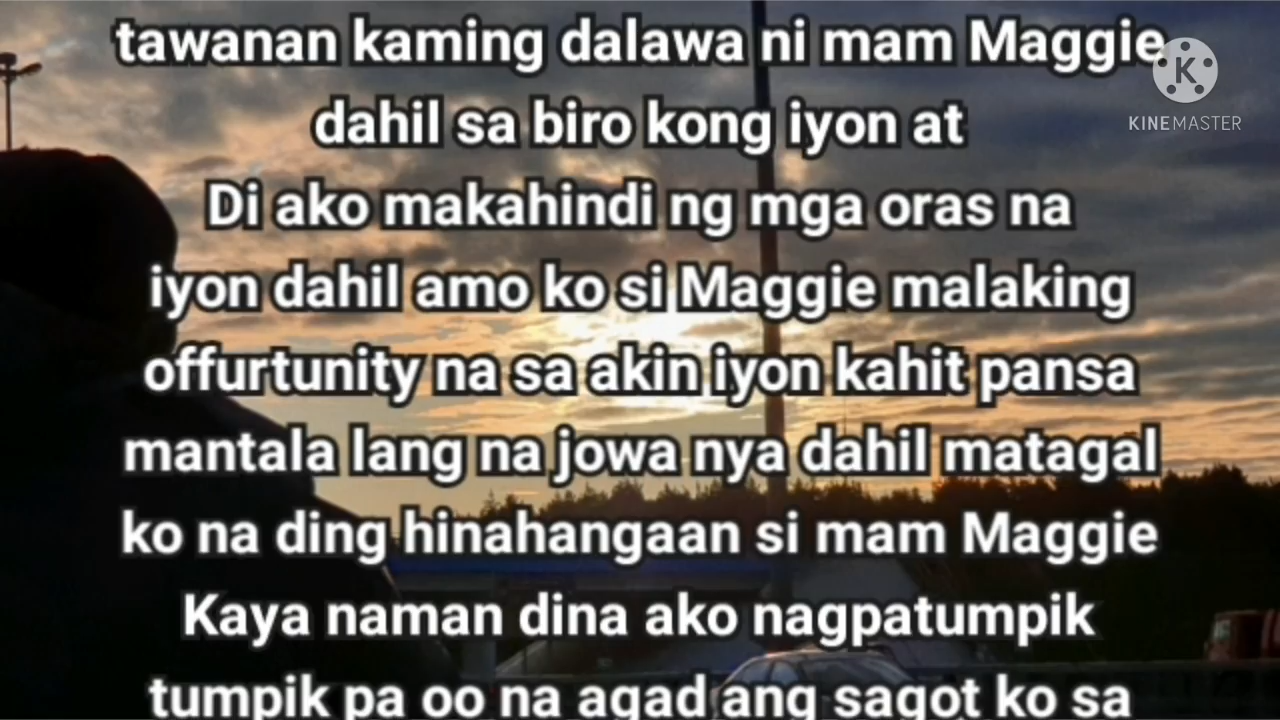 tawanan kaming dalawa ni mam Maggie
dahil sa biro kong iyon at
Di ako makahindi ng mga oras na
iyon dahil amo ko si Maggie malaking
offurtunity na sa akin iyon kahit pansa
mantala lang na jowa nya dahil matagal
ko na ding hinahangaan si mam Maggie
Kaya naman dina ako nagpatumpik
tumpik pa oo na agad ang sagot ko sa
K
KINEMASTER